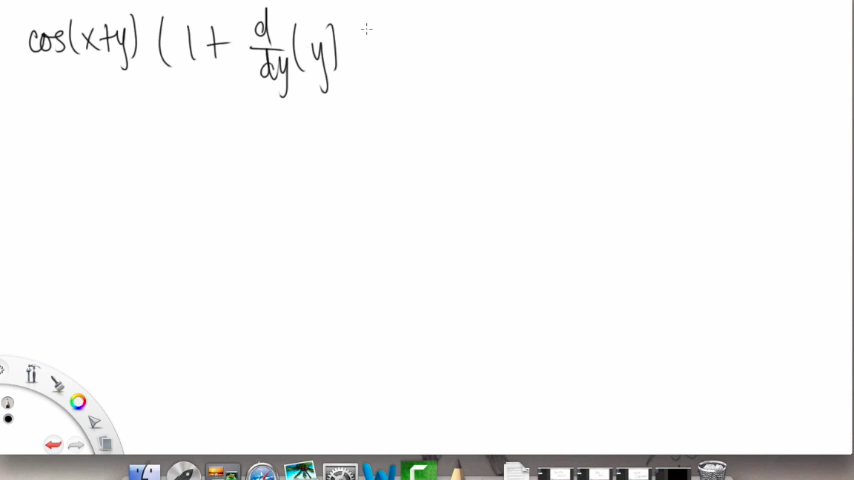 cos(x+y) ( 1 + d/dy (y)